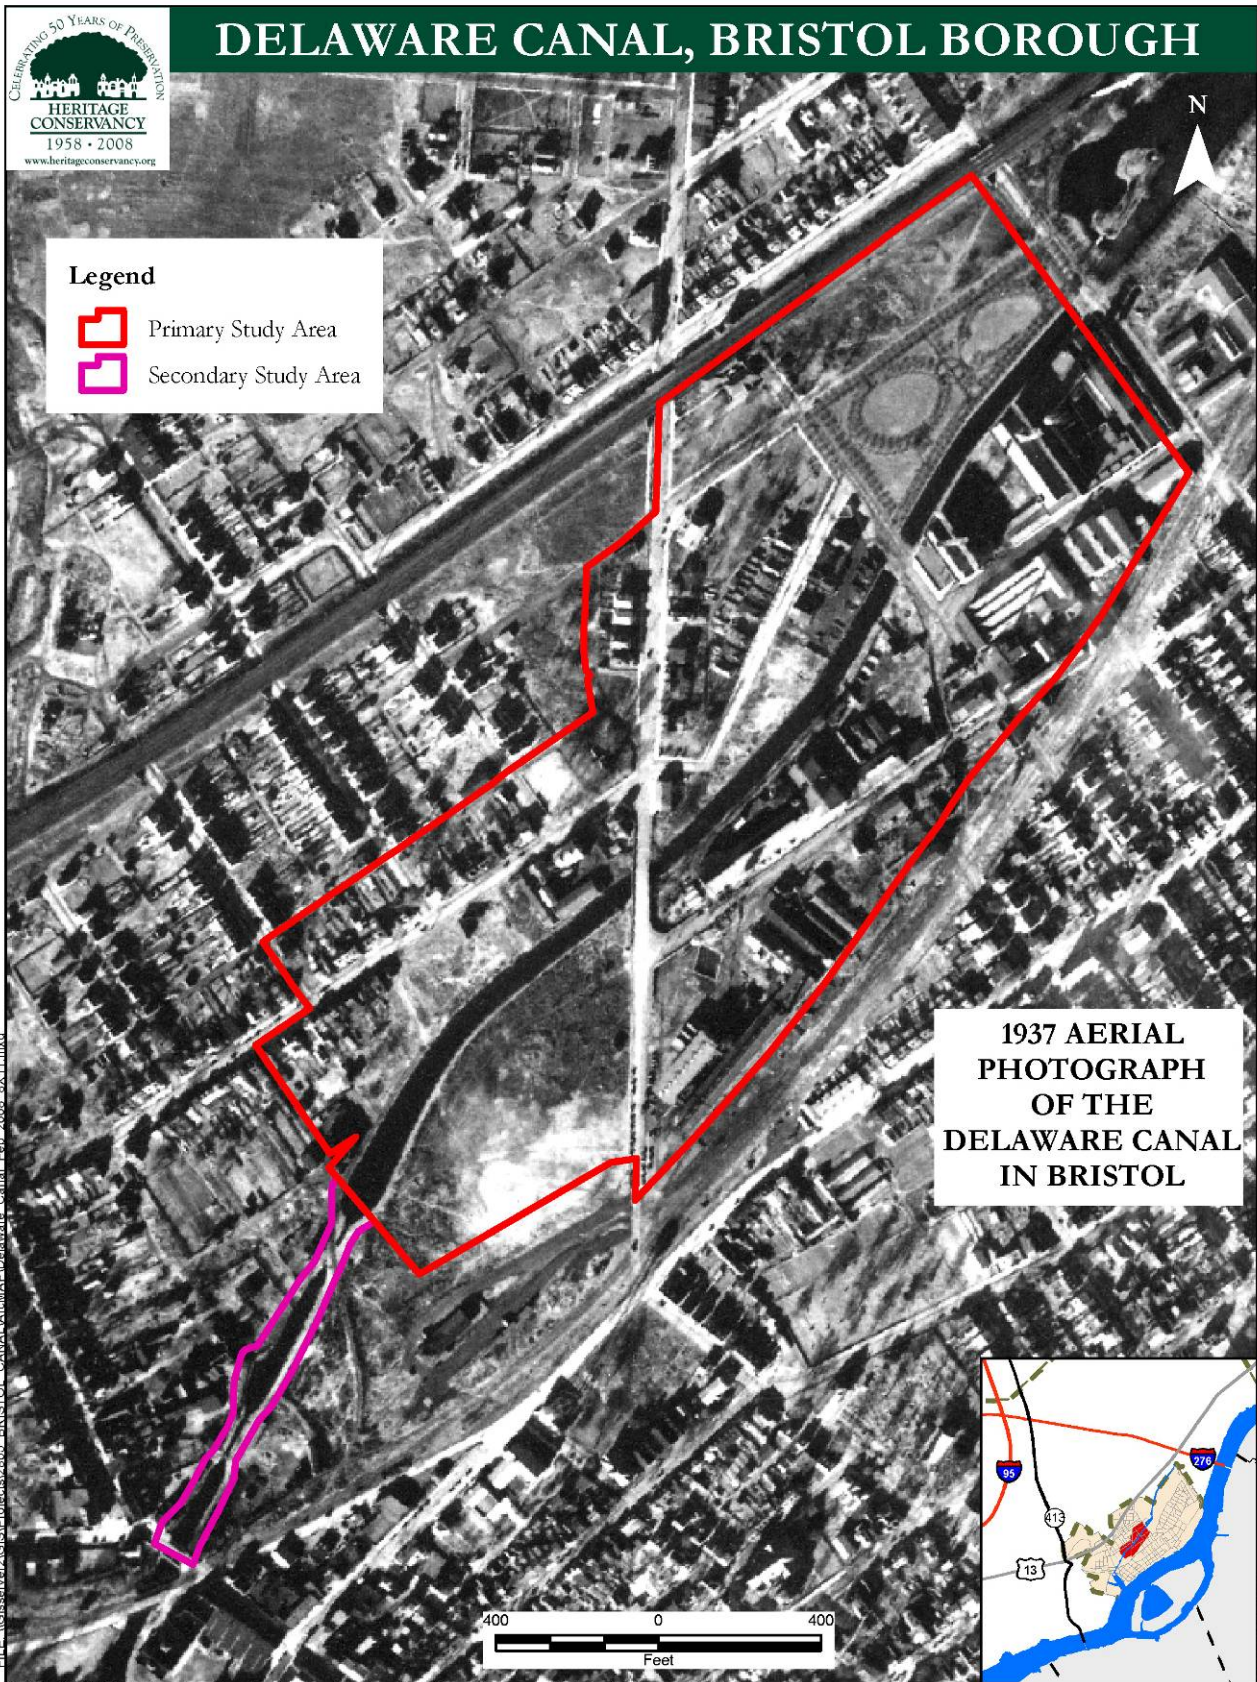 CELEBRATING 50 YEARS OF PRESERVATION
HERITAGE
CONSERVANCY
1958 • 2008
www.heritageconservancy.org
DELAWARE CANAL, BRISTOL BOROUGH
N
Legend
Primary Study Area
Secondary Study Area
1937 AERIAL
PHOTOGRAPH
OF THE
DELAWARE CANAL
IN BRISTOL
95
276
413
13
400 0 400
Feet